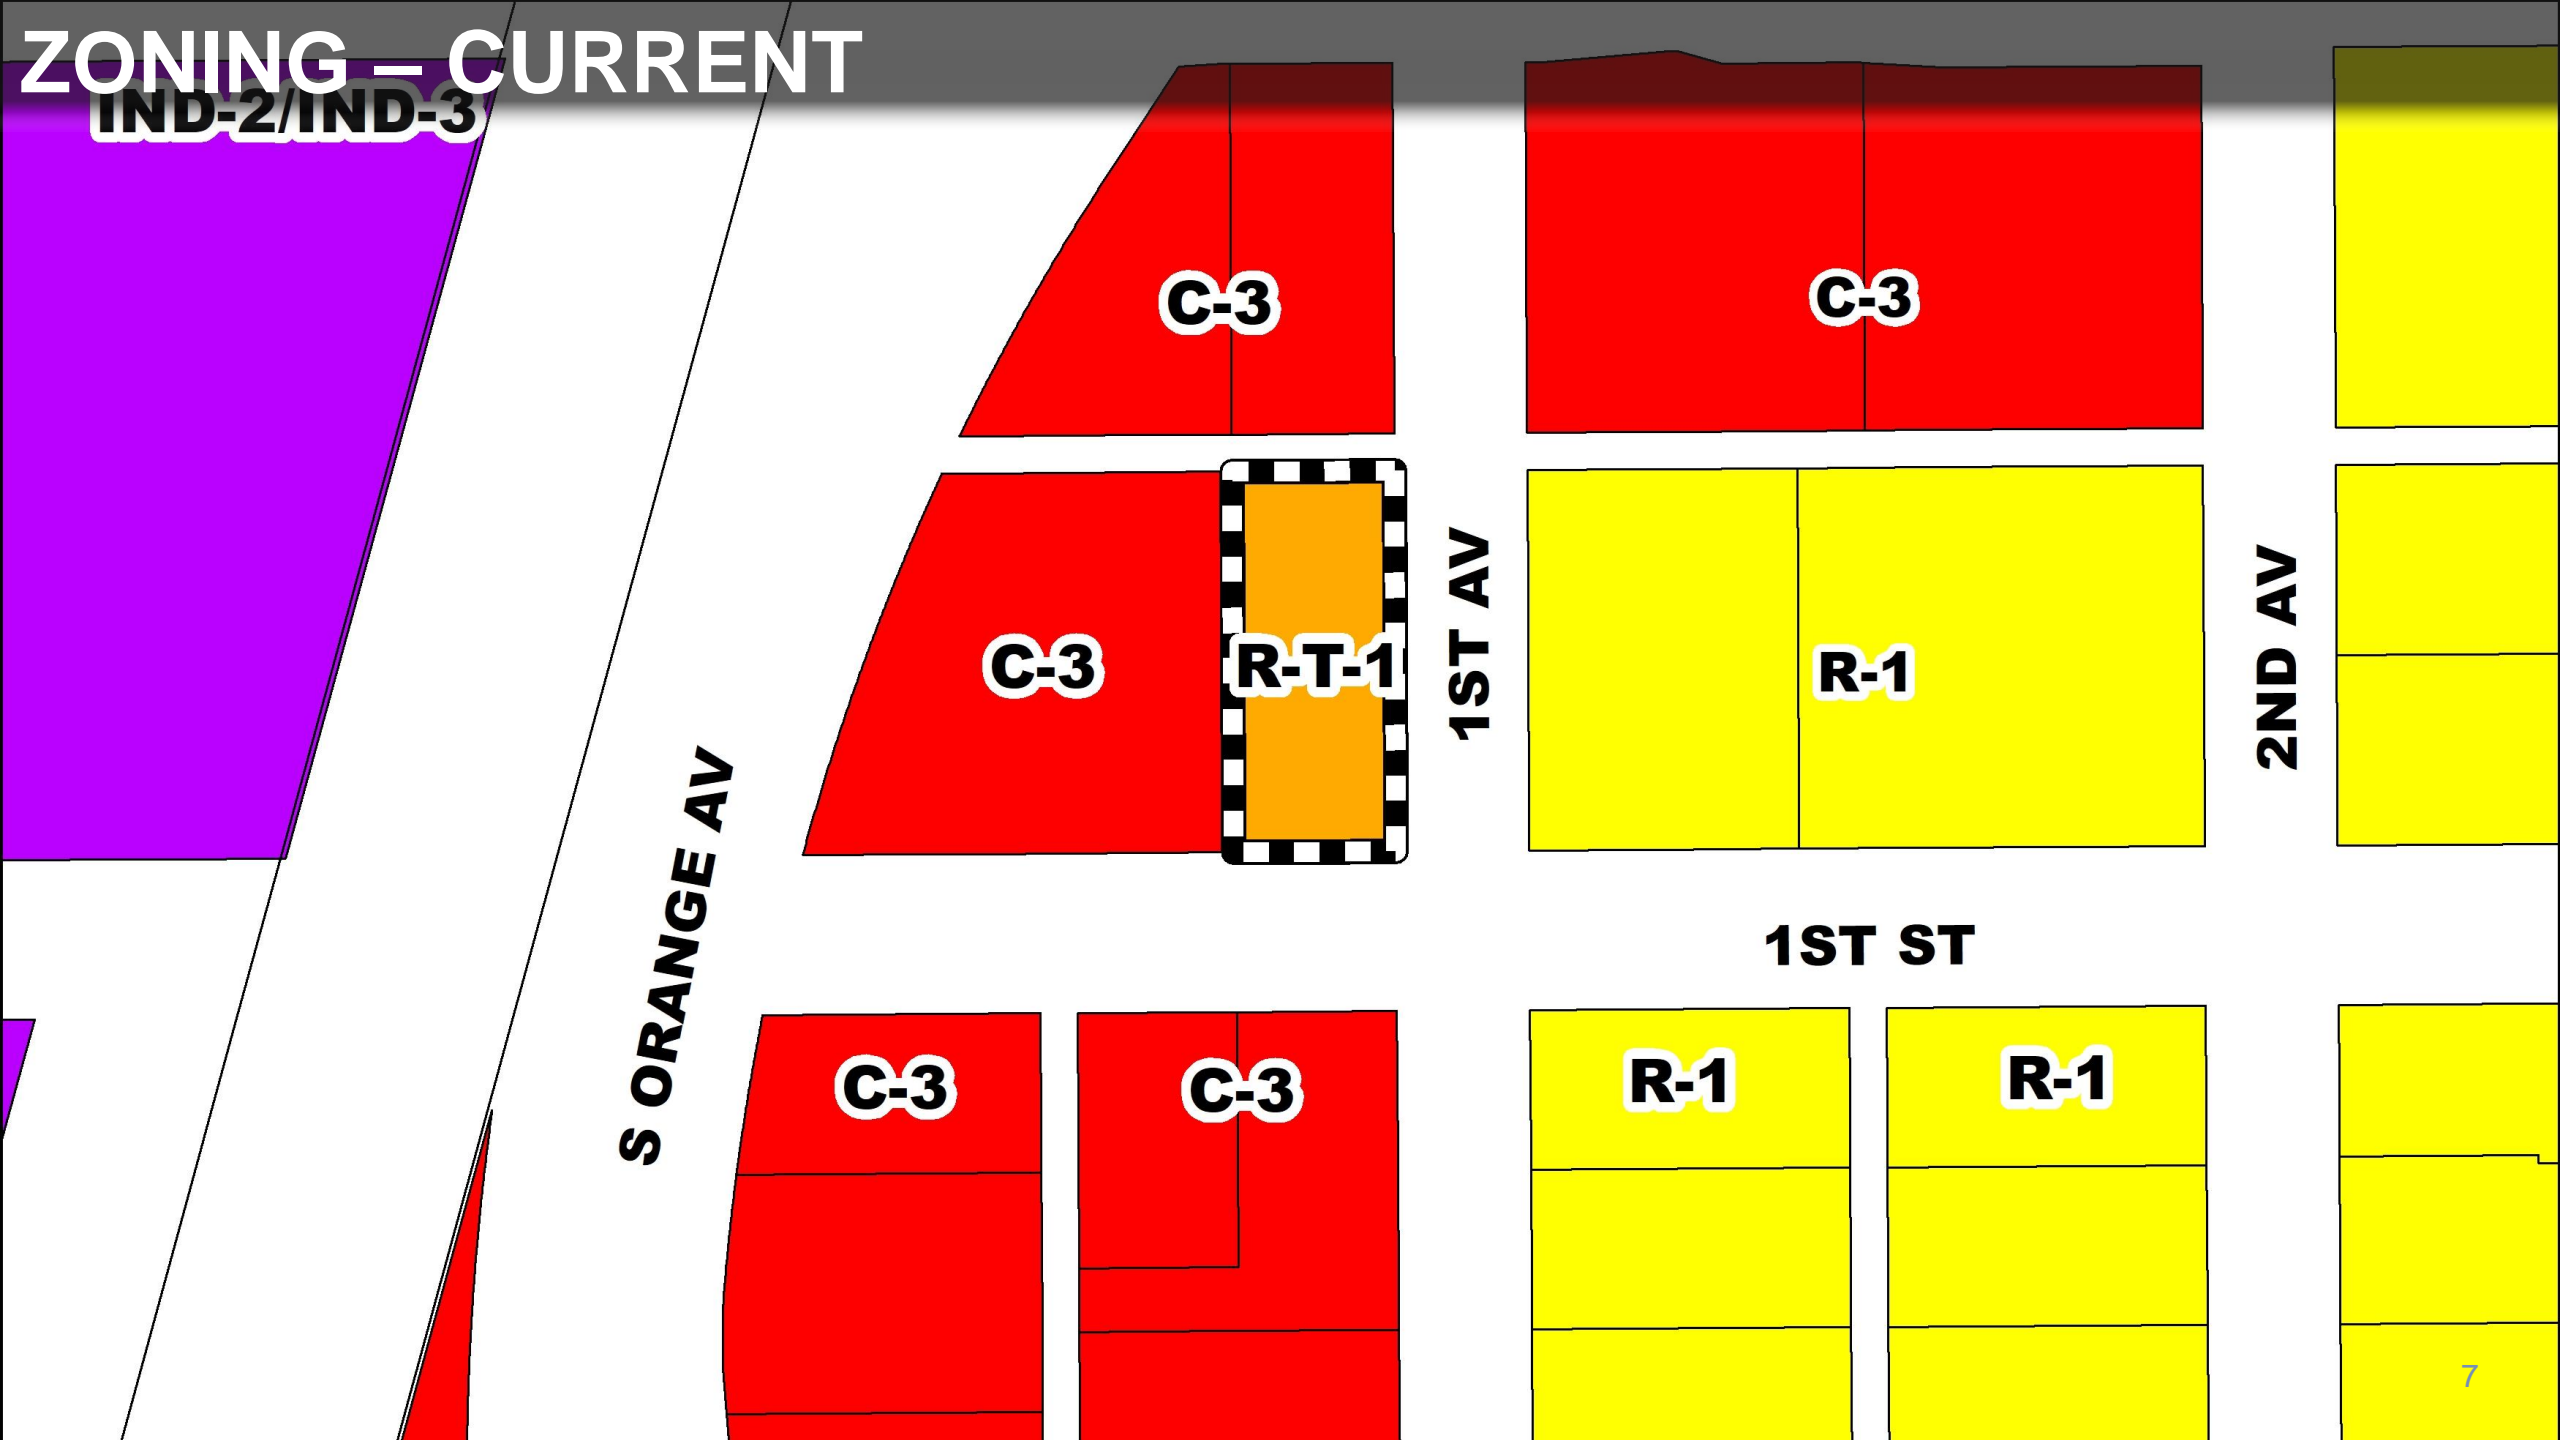 ZONING – CURRENT
IND-2/IND-3
C-3
C-3
C-3
R-T-1
1ST AV
R-1
2ND AV
S ORANGE AV
1ST ST
C-3
C-3
R-1
R-1
7